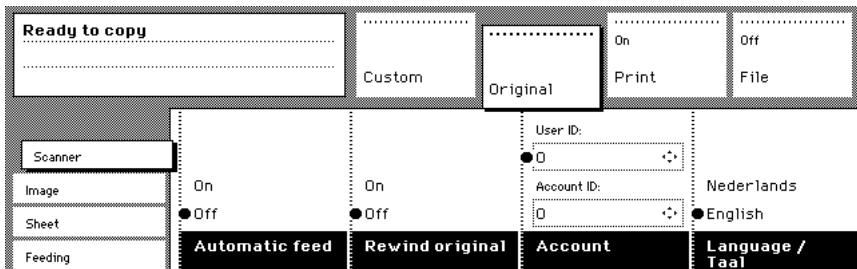 Ready to copy
Custom
Original
On
Print
Off
File
Scanner
Image
Sheet
Feeding
On
Off
Automatic feed
On
Off
Rewind original
User ID:
0
Account ID:
0
Account
Nederlands
English
Language /
Taal